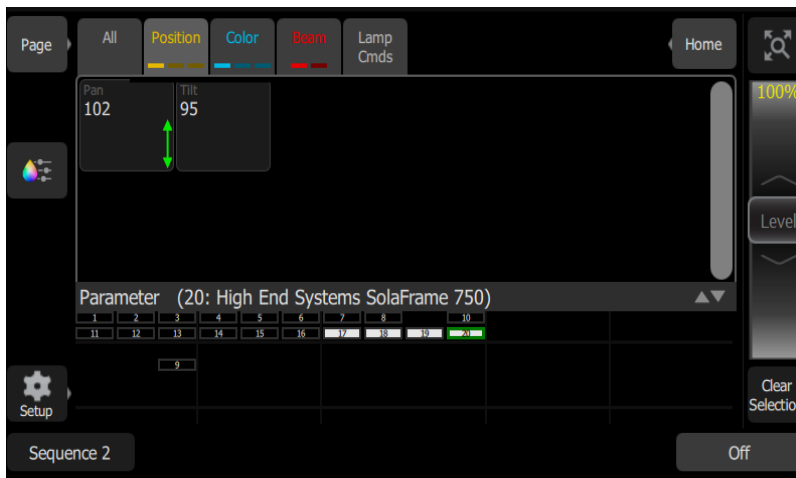 Page
All
Position
Color
Beam
Lamp
Cmds
Home
Pan
102
Tilt
95
100%
Level
Parameter (20: High End Systems SolaFrame 750)
1 2 3 4 5 6 7 8 10
11 12 13 14 15 16 17 18 19 20
9
Setup
Clear
Selectio
Sequence 2
Off